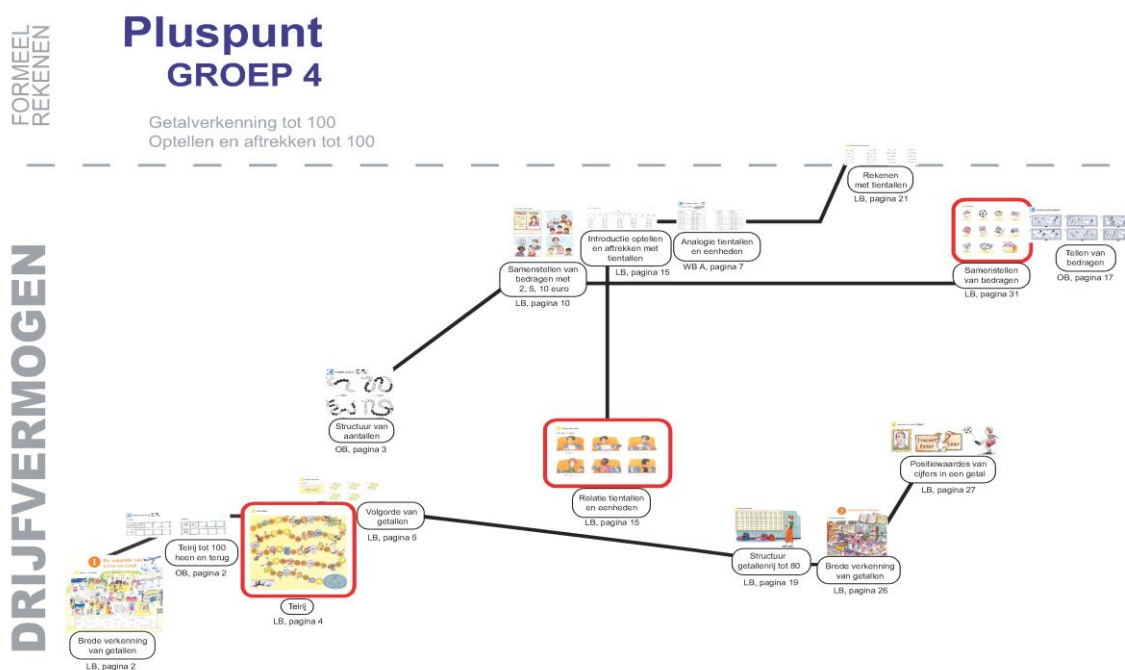 FORMEEL
REKENEN
Pluspunt
GROEP 4
Getalverkenning tot 100
Optellen en aftrekken tot 100
Rekenen
met tientallen
LB, pagina 21
Introductie optellen
en aftrekken met
tientallen
LB, pagina 15
Analogie tientallen
en eenheden
WB A, pagina 7
Samenstellen van
bedragen met
2, 5, 10 euro
LB, pagina 10
Samenstellen
van bedragen
LB, pagina 31
Tellen van
bedragen
OB, pagina 17
DRIJFVERMOGEN
Structuur van
aantallen
OB, pagina 3
Relatie tientallen
en eenheden
LB, pagina 15
Positiewaardes van
cijfers in een getal
LB, pagina 27
Volgorde van
getallen
LB, pagina 5
Telrij tot 100
heen en terug
OB, pagina 2
Telrij
LB, pagina 4
Structuur
getallenrij tot 80
LB, pagina 19
Brede verkenning
van getallen
LB, pagina 26
Brede verkenning
van getallen
LB, pagina 2